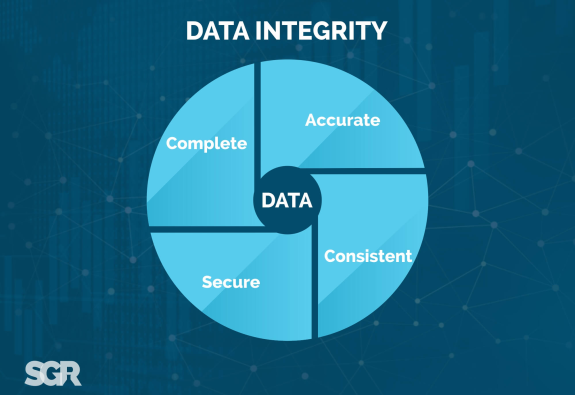 DATA INTEGRITY
Complete
Accurate
DATA
Secure
Consistent
SGR